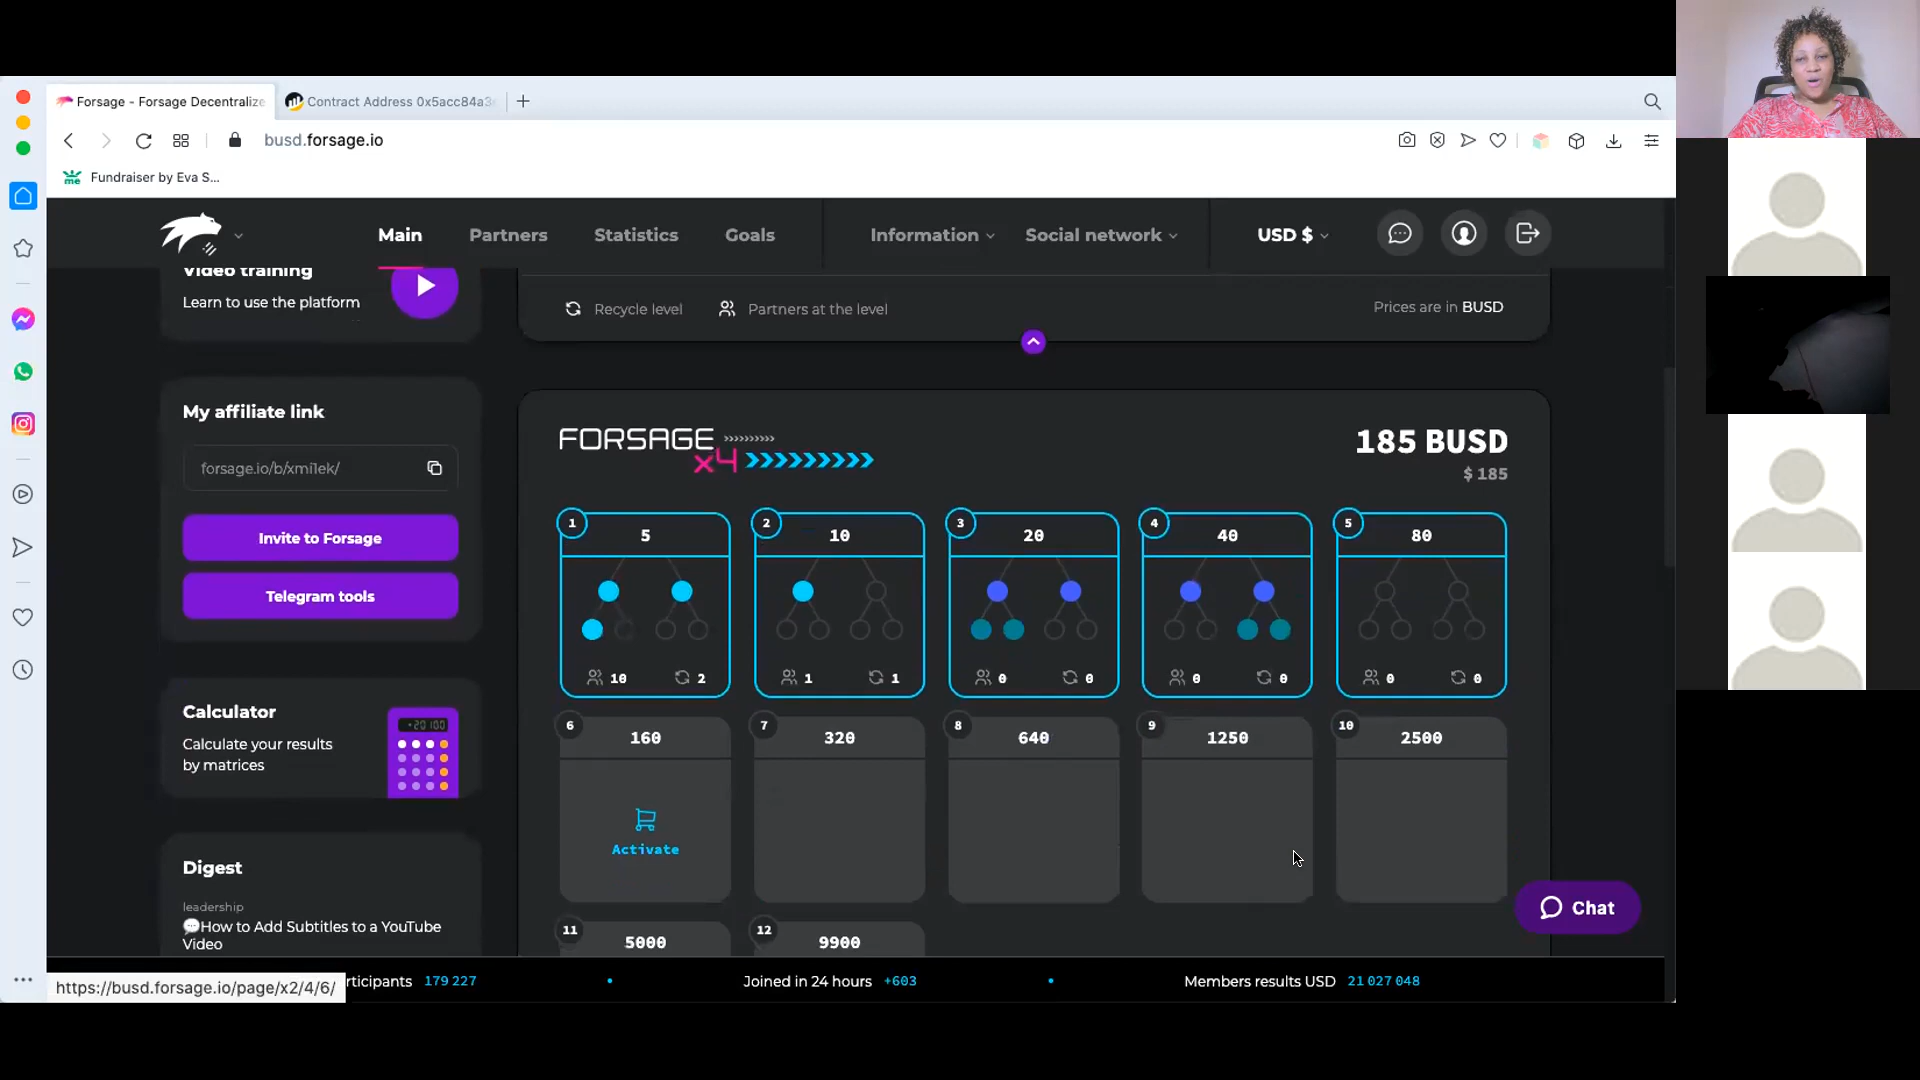 Forsage - Forsage Decentralize
Contract Address 0x5acc84a3
busd.forsage.io
Fundraiser by Eva S...
Main
Partners
Statistics
Goals
Information
Social network
USD $
Video training
Learn to use the platform
Recycle level
Partners at the level
Prices are in BUSD
My affiliate link
forsage.io/b/xmi1ek/
Invite to Forsage
Telegram tools
FORSAGE
x4
185 BUSD
$ 185
1 5
2 10
3 20
4 40
5 80
10 2
1 1
0 0
0 0
0 0
6 160
7 320
8 640
9 1250
10 2500
Activate
11 5000
12 9900
Calculator
Calculate your results
by matrices
Digest
leadership
How to Add Subtitles to a YouTube
Video
Chat
rticipants 179 227
Joined in 24 hours +603
Members results USD 21 027 048
https://busd.forsage.io/page/x2/4/6/